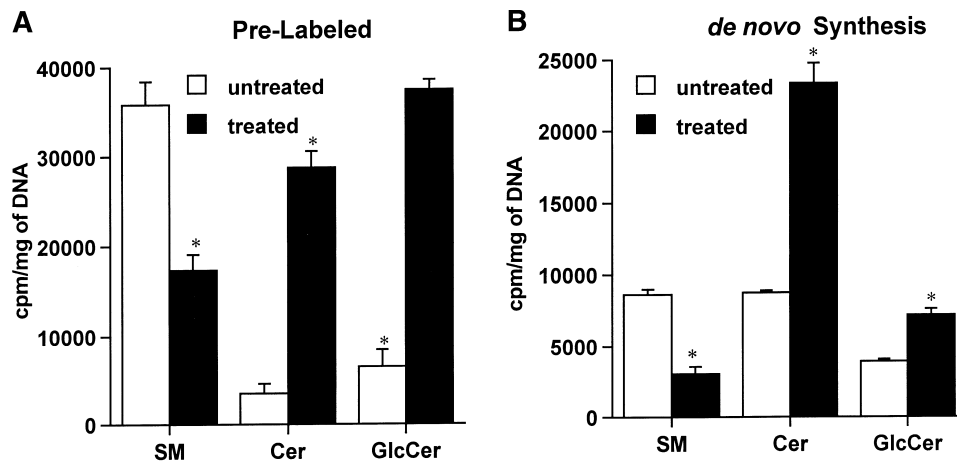 A
Pre-Labeled
cpm/mg of DNA
40000
30000
20000
10000
0
untreated
treated
*
*
*
SM
Cer
GlcCer
B
de novo Synthesis
cpm/mg of DNA
25000
20000
15000
10000
5000
0
untreated
treated
*
*
*
SM
Cer
GlcCer